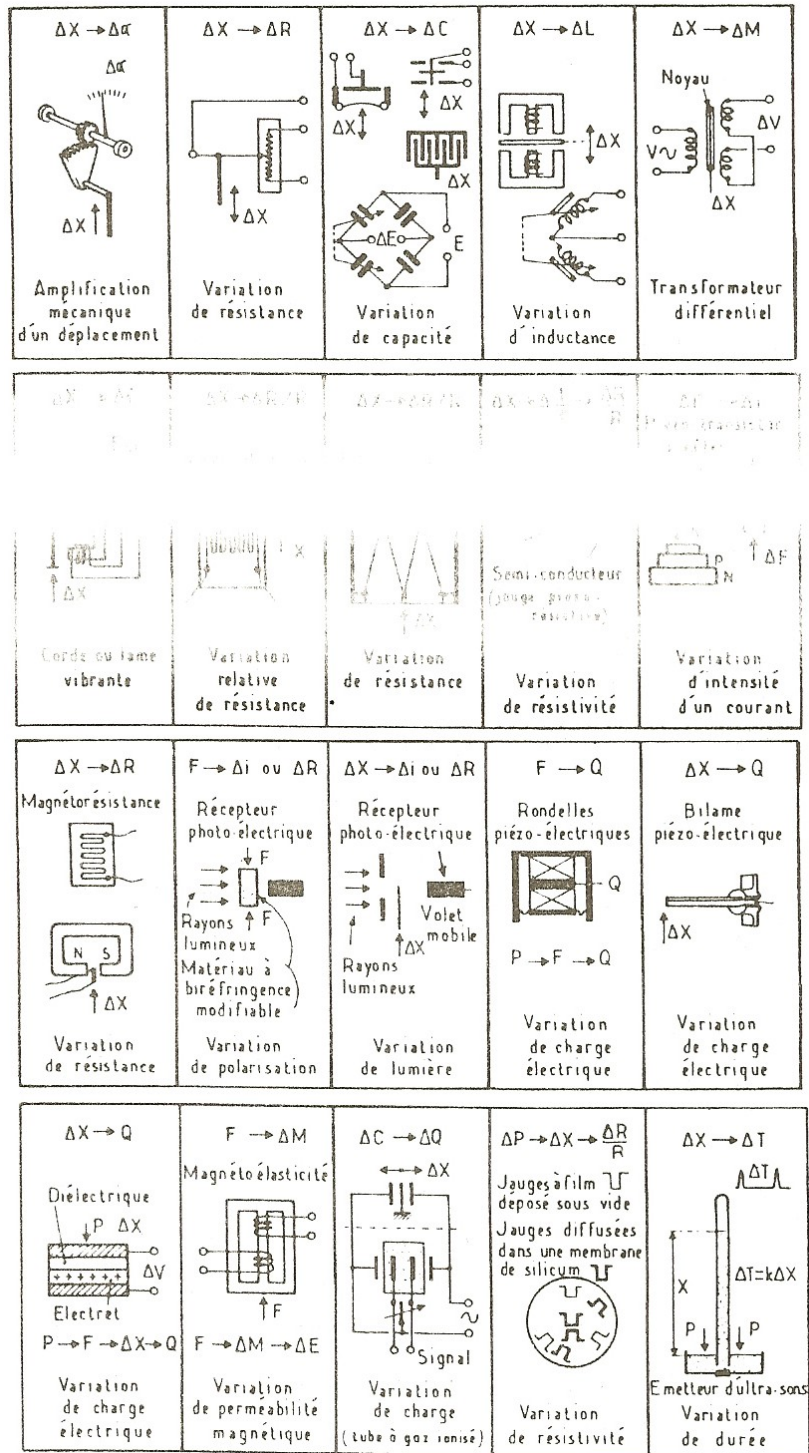 ΔX → Δα
Δα
ΔX
Amplification
mécanique
d'un déplacement
ΔX → ΔR
ΔX
Variation
de résistance
ΔX → ΔC
ΔX
ΔX
ΔX
ΔE
E
Variation
de capacité
ΔX → ΔL
ΔX
Variation
d'inductance
ΔX → ΔM
Noyau
V
ΔV
ΔX
Transformateur
différentiel
ΔX
Corde ou lame
vibrante
X
Variation
relative
de résistance
ΔX
Variation
de résistance
Semi-conducteur
(jauge
Variation
de résistivité
P
N
ΔF
Variation
d'intensité
d'un courant
ΔX → ΔR
Magnétorésistance
N S
ΔX
Variation
de résistance
F → Δi ou ΔR
Récepteur
photo-électrique
F
F
Rayons
lumineux
Matériau à
biréfringence
modifiable
Variation
de polarisation
ΔX → Δi ou ΔR
Récepteur
photo-électrique
Volet
mobile
ΔX
Rayons
lumineux
Variation
de lumière
F → Q
Rondelles
piézo-électriques
Q
P → F → Q
Variation
de charge
électrique
ΔX → Q
Bilame
piézo-électrique
ΔX
Variation
de charge
électrique
ΔX → Q
Diélectrique
P ΔX
ΔV
+ + + + + +
Electret
P → F → ΔX → Q
Variation
de charge
électrique
F → ΔM
Magnéto élasticité
F
F → ΔM → ΔE
Variation
de perméabilité
magnétique
ΔC → ΔQ
ΔX
Signal
Variation
de charge
(tube à gaz ionisé)
ΔP → ΔX → ΔR/R
Jauges à film
déposé sous vide
Jauges diffusées
dans une membrane
de silicum
Variation
de résistivité
ΔX → ΔT
ΔT
X
ΔT=kΔX
P P
Emetteur d'ultra-sons
Variation
de durée